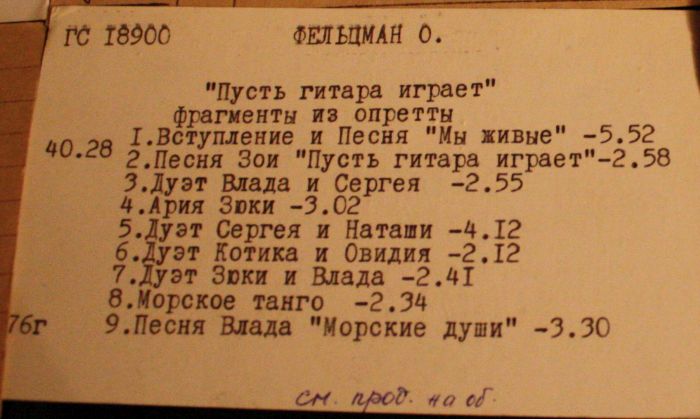 ГС I8900 ФЕЛЬЦМАН О.
"Пусть гитара играет"
фрагменты из опретты
I.Вступление и Песня "Мы живые" -5.52
40.28 2.Песня Зои "Пусть гитара играет"-2.58
3.Дуэт Влада и Сергея -2.55
4.Ария Зюки -3.02
5.Дуэт Сергея и Наташи -4.I2
6.Дуэт Котика и Овидия -2.I2
7.Дуэт Зюки и Влада -2.4I
8.Морское танго -2.34
76г 9.Песня Влада "Морские души" -3.30
см. прод. на об.